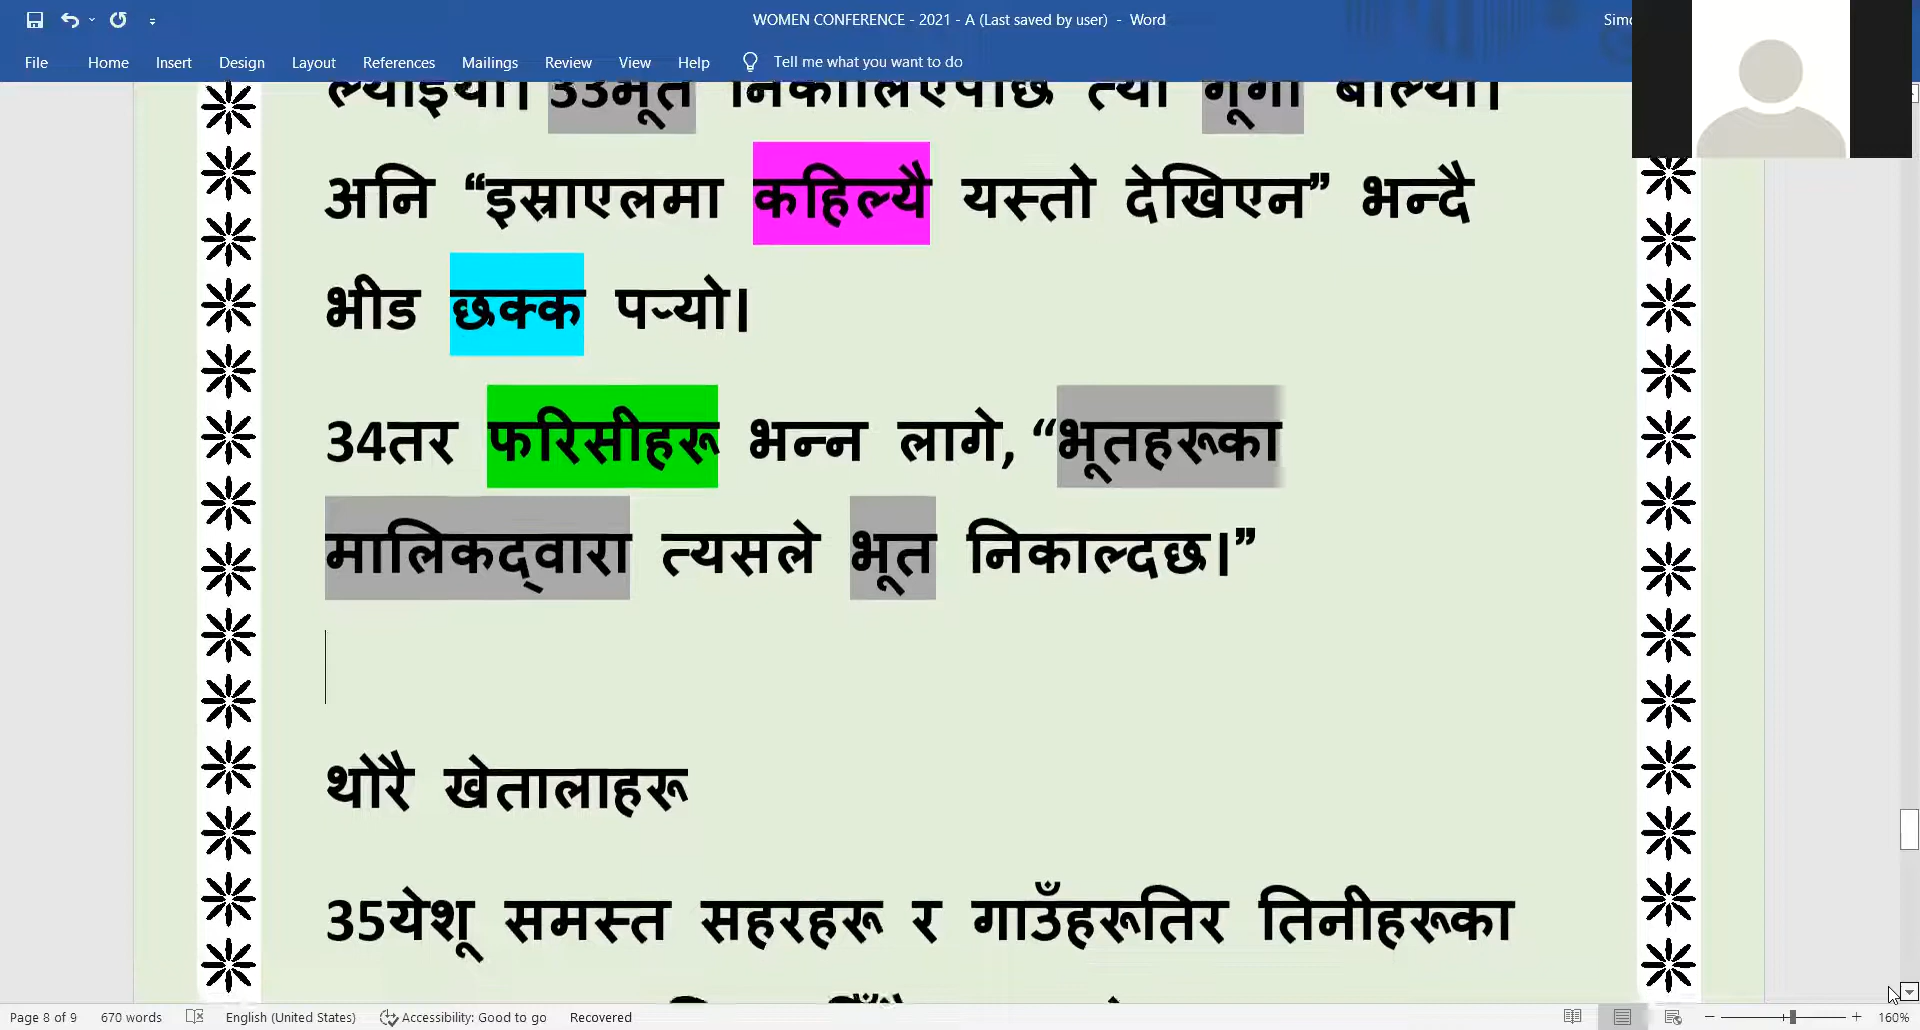 WOMEN CONFERENCE - 2021 - A (Last saved by user) - Word
File Home Insert Design Layout References Mailings Review View Help Tell me what you want to do
ल्याइयो। 33भूत निकालिएपछि त्यो गूँगा बोल्यो।
अनि “इस्राएलमा कहिल्यै यस्तो देखिएन” भन्दै
भीड छक्क पर्‍यो।
34तर फरिसीहरू भन्न लागे, “भूतहरूका
मालिकद्वारा त्यसले भूत निकाल्दछ।”
थोरै खेतालाहरू
35येशू समस्त सहरहरू र गाउँहरूतिर तिनीहरूका
Page 8 of 9 670 words English (United States) Accessibility: Good to go Recovered 160%